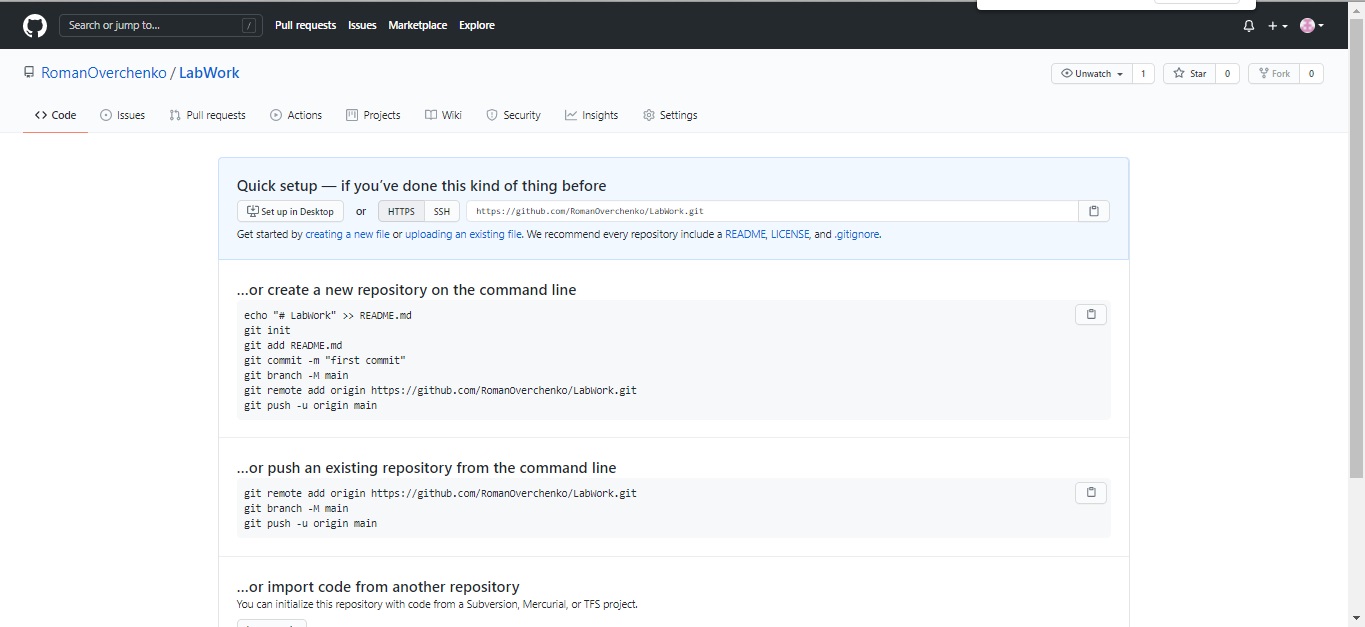 Search or jump to... /
Pull requests Issues Marketplace Explore
RomanOverchenko / LabWork
Unwatch 1 Star 0 Fork 0
Code Issues Pull requests Actions Projects Wiki Security Insights Settings
Quick setup — if you've done this kind of thing before
Set up in Desktop or HTTPS SSH https://github.com/RomanOverchenko/LabWork.git
Get started by creating a new file or uploading an existing file. We recommend every repository include a README, LICENSE, and .gitignore.
...or create a new repository on the command line
echo "# LabWork" >> README.md
git init
git add README.md
git commit -m "first commit"
git branch -M main
git remote add origin https://github.com/RomanOverchenko/LabWork.git
git push -u origin main
...or push an existing repository from the command line
git remote add origin https://github.com/RomanOverchenko/LabWork.git
git branch -M main
git push -u origin main
...or import code from another repository
You can initialize this repository with code from a Subversion, Mercurial, or TFS project.